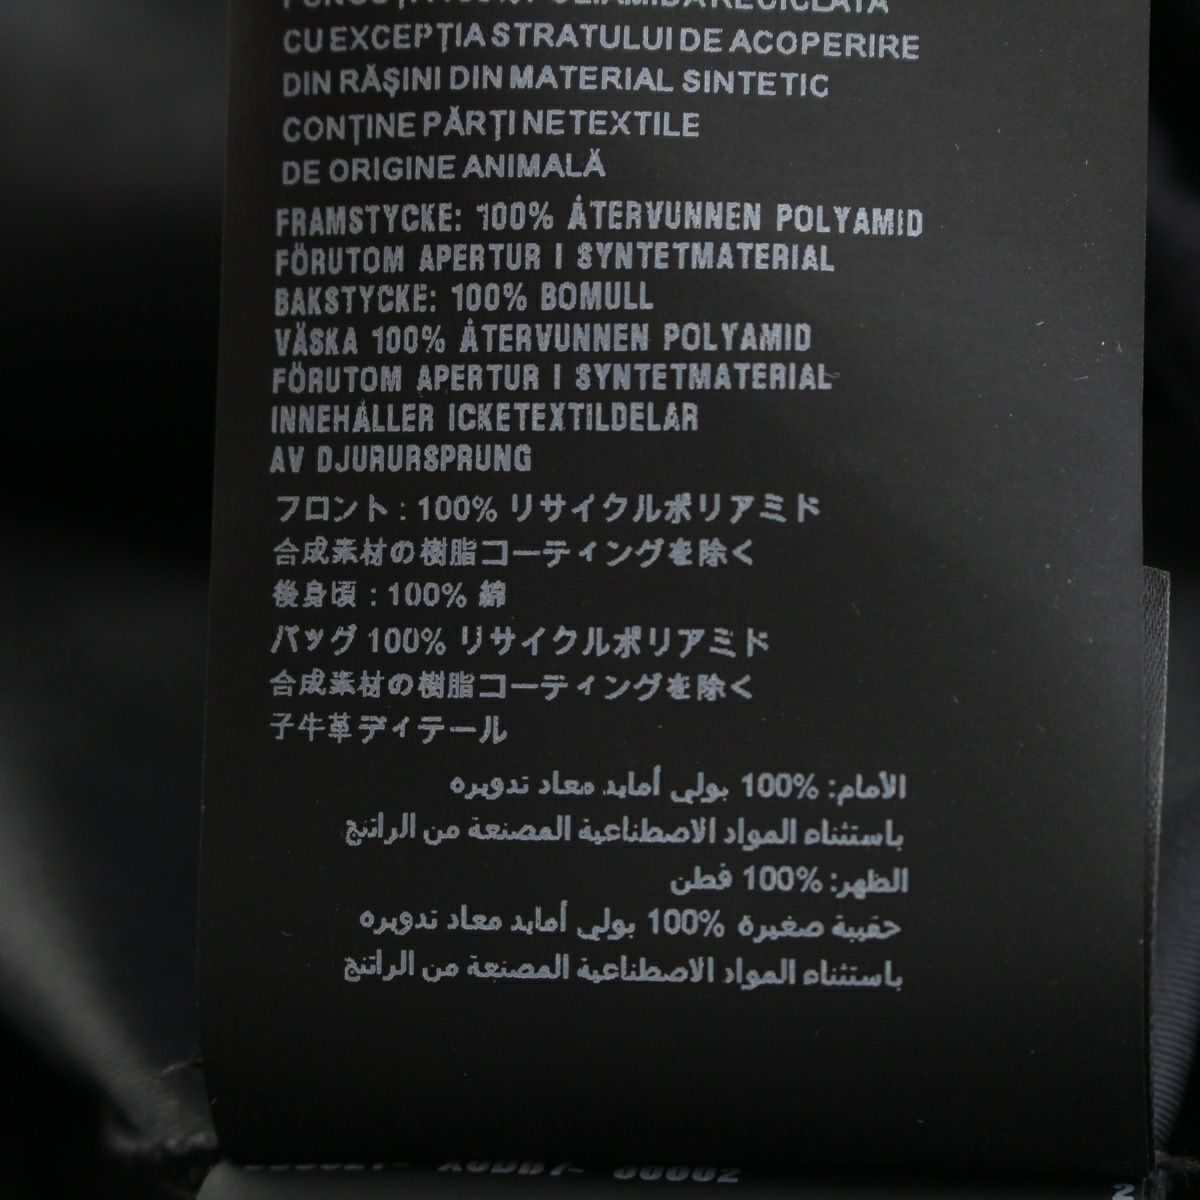 CU EXCEPȚIA STRATULUI DE ACOPERIRE
DIN RĂȘINI DIN MATERIAL SINTETIC
CONȚINE PĂRȚI NETEXTILE
DE ORIGINE ANIMALĂ
FRAMSTYCKE: 100% ÅTERVUNNEN POLYAMID
FÖRUTOM APERTUR I SYNTETMATERIAL
BAKSTYCKE: 100% BOMULL
VÄSKA 100% ÅTERVUNNEN POLYAMID
FÖRUTOM APERTUR I SYNTETMATERIAL
INNEHÅLLER ICKETEXTILDELAR
AV DJURURSPRUNG
フロント : 100% リサイクルポリアミド
合成素材の樹脂コーティングを除く
後身頃 : 100% 綿
バッグ 100% リサイクルポリアミド
合成素材の樹脂コーティングを除く
子牛革ディテール
الأمام: %100 بولي أمايد معاد تدويره
باستثناء المواد الاصطناعية المصنعة من الراتنج
الظهر: %100 قطن
حقيبة صغيرة %100 بولي أمايد معاد تدويره
باستثناء المواد الاصطناعية المصنعة من الراتنج